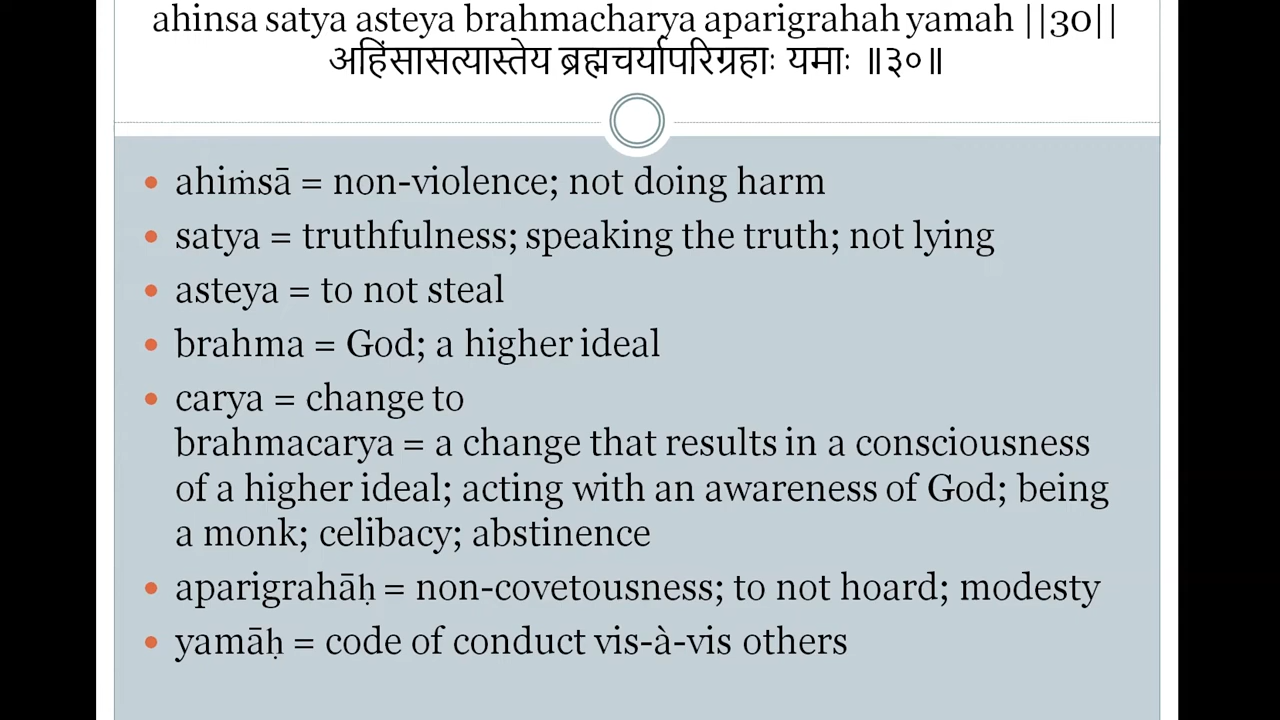 ahinsa satya asteya brahmacharya aparigrahah yamah ||30||
अहिंसासत्यास्तेय ब्रह्मचर्यापरिग्रहाः यमाः ॥३०॥
• ahiṁsā = non-violence; not doing harm
• satya = truthfulness; speaking the truth; not lying
• asteya = to not steal
• brahma = God; a higher ideal
• carya = change to
brahmacarya = a change that results in a consciousness
of a higher ideal; acting with an awareness of God; being
a monk; celibacy; abstinence
• aparigrahāḥ = non-covetousness; to not hoard; modesty
• yamāḥ = code of conduct vis-à-vis others